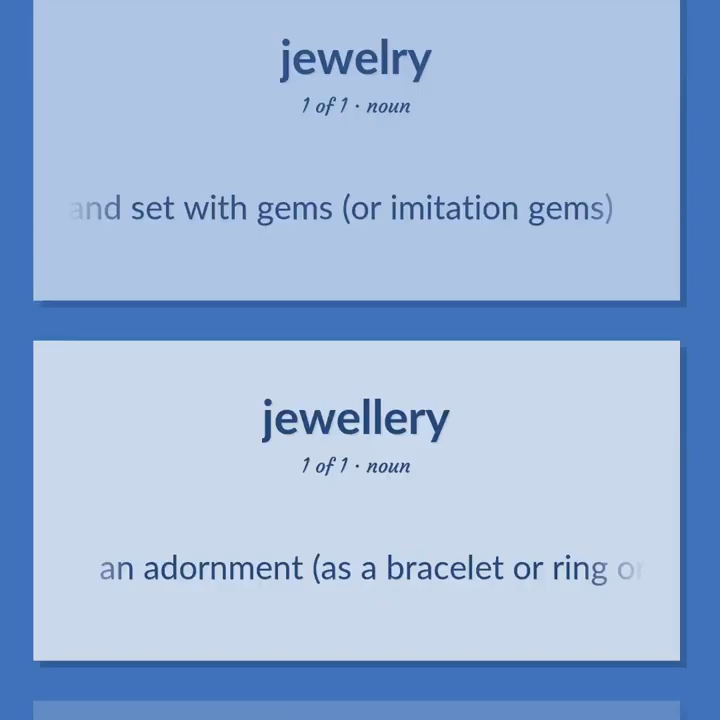 jewelry
1 of 1 · noun
and set with gems (or imitation gems)
jewellery
1 of 1 · noun
an adornment (as a bracelet or ring or